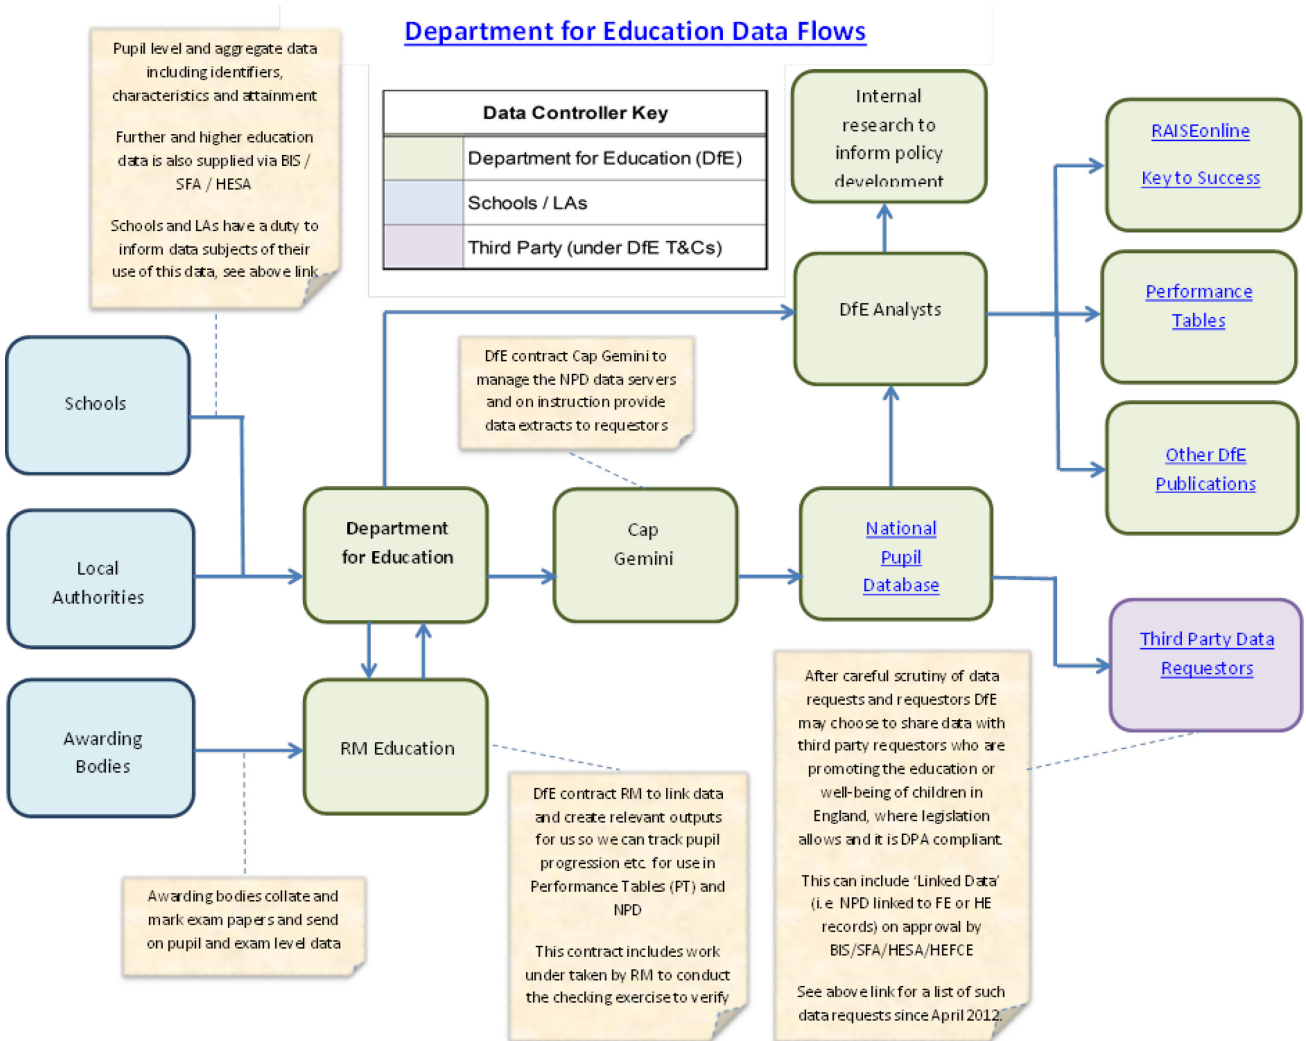 Department for Education Data Flows
Pupil level and aggregate data
including identifiers,
characteristics and attainment
Further and higher education
data is also supplied via BIS /
SFA / HESA
Schools and LAs have a duty to
inform data subjects of their
use of this data, see above link
Data Controller Key
Department for Education (DfE)
Schools / LAs
Third Party (under DfE T&Cs)
Internal
research to
inform policy
development
RAISEonline
Key to Success
DfE Analysts
Performance
Tables
Other DfE
Publications
DfE contract Cap Gemini to
manage the NPD data servers
and on instruction provide
data extracts to requestors
Schools
Local
Authorities
Awarding
Bodies
Department
for Education
Cap
Gemini
National
Pupil
Database
Third Party Data
Requestors
RM Education
Awarding bodies collate and
mark exam papers and send
on pupil and exam level data
DfE contract RM to link data
and create relevant outputs
for us so we can track pupil
progression etc. for use in
Performance Tables (PT) and
NPD
This contract includes work
under taken by RM to conduct
the checking exercise to verify
After careful scrutiny of data
requests and requestors DfE
may choose to share data with
third party requestors who are
promoting the education or
well-being of children in
England, where legislation
allows and it is DPA compliant.
This can include ‘Linked Data’
(i.e. NPD linked to FE or HE
records) on approval by
BIS/SFA/HESA/HEFCE
See above link for a list of such
data requests since April 2012.